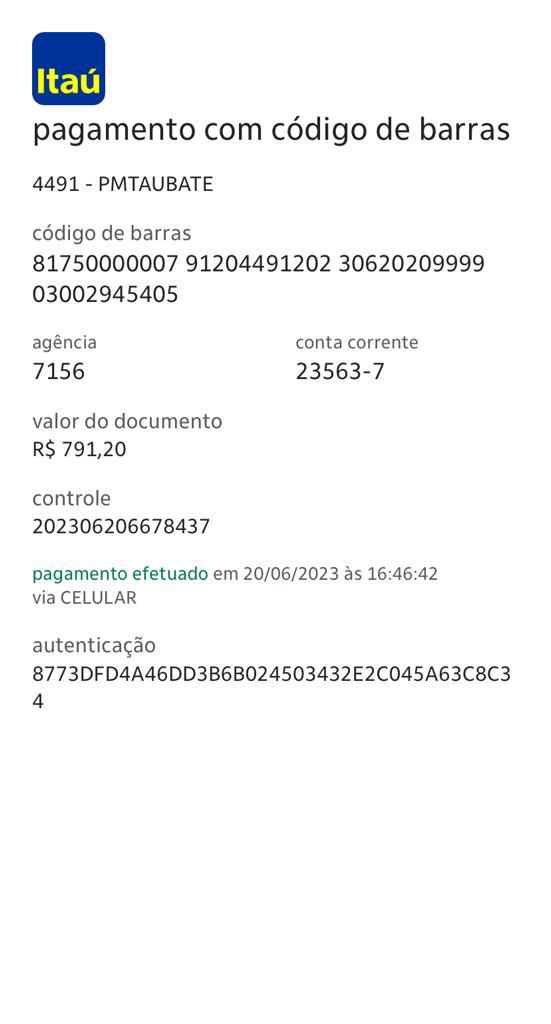 Itaú
pagamento com código de barras
4491 - PMTAUBATE
código de barras
81750000007 91204491202 30620209999
03002945405
agência conta corrente
7156 23563-7
valor do documento
R$ 791,20
controle
202306206678437
pagamento efetuado em 20/06/2023 às 16:46:42
via CELULAR
autenticação
8773DFD4A46DD3B6B024503432E2C045A63C8C3
4